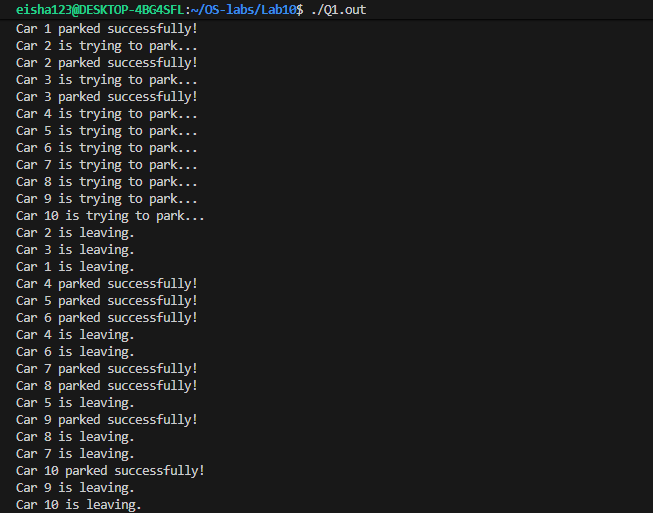 eisha123@DESKTOP-4BG4SFL:~/OS-labs/Lab10$ ./Q1.out
Car 1 parked successfully!
Car 2 is trying to park...
Car 2 parked successfully!
Car 3 is trying to park...
Car 3 parked successfully!
Car 4 is trying to park...
Car 5 is trying to park...
Car 6 is trying to park...
Car 7 is trying to park...
Car 8 is trying to park...
Car 9 is trying to park...
Car 10 is trying to park...
Car 2 is leaving.
Car 3 is leaving.
Car 1 is leaving.
Car 4 parked successfully!
Car 5 parked successfully!
Car 6 parked successfully!
Car 4 is leaving.
Car 6 is leaving.
Car 7 parked successfully!
Car 8 parked successfully!
Car 5 is leaving.
Car 9 parked successfully!
Car 8 is leaving.
Car 7 is leaving.
Car 10 parked successfully!
Car 9 is leaving.
Car 10 is leaving.